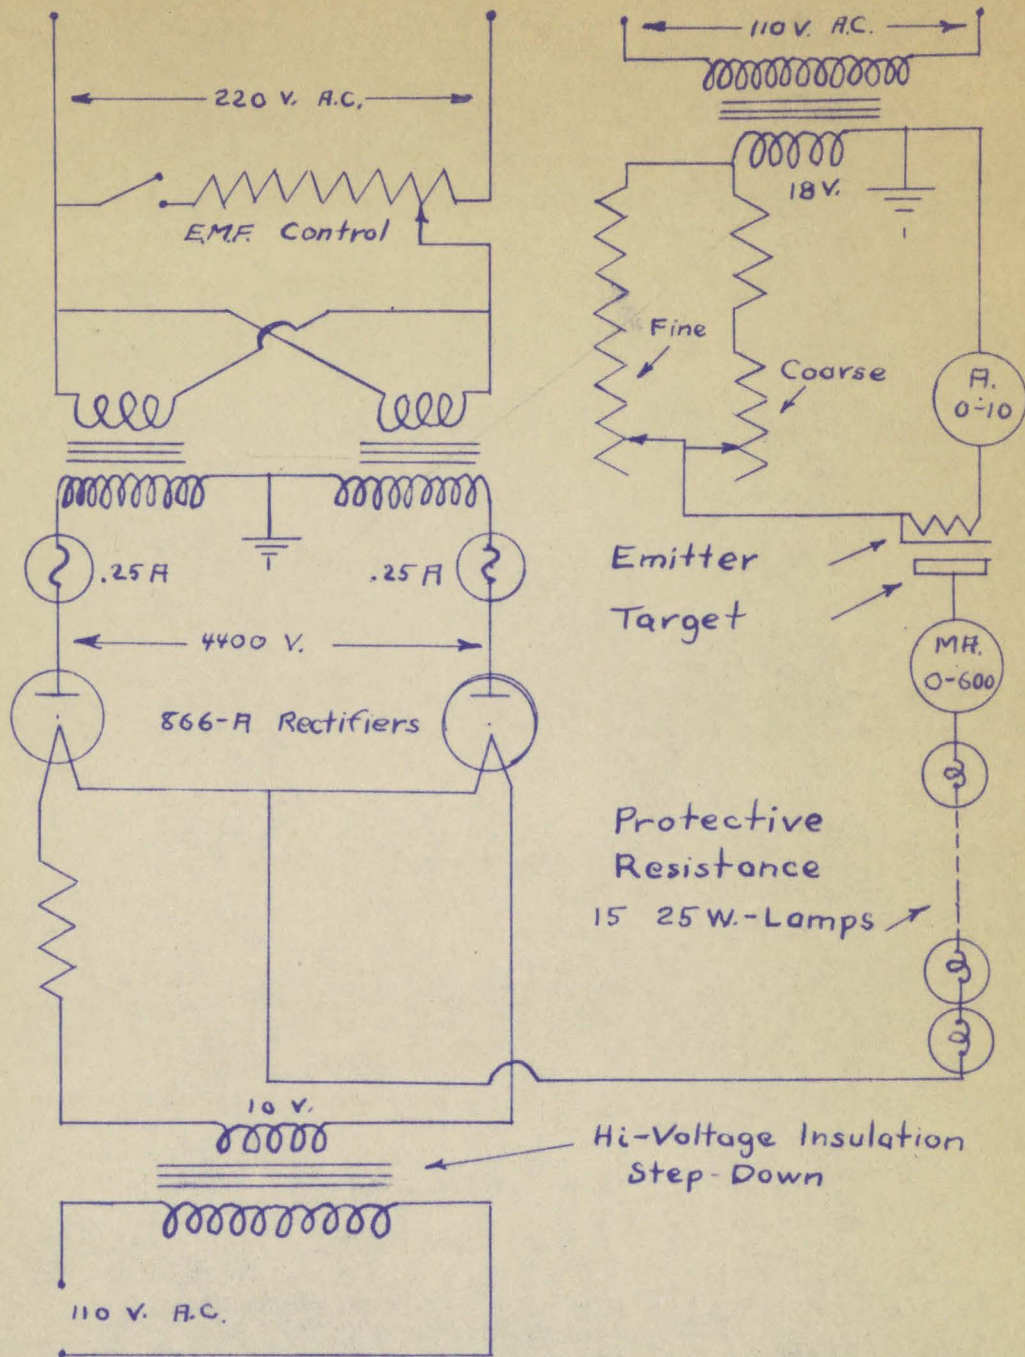 110 V. A.C.
220 V. A.C.
18 V.
E.M.F. Control
Fine
Coarse
A.
0-10
.25 A
.25 A
Emitter
Target
4400 V.
MA.
0-600
866-A Rectifiers
Protective
Resistance
15 25 W.-Lamps
10 V.
Hi-Voltage Insulation
Step-Down
110 V. A.C.